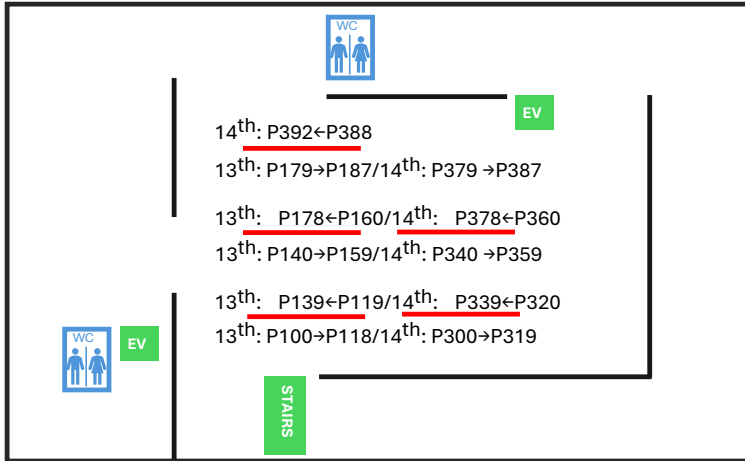 WC
EV
14th: P392←P388
13th: P179→P187/14th: P379 →P387
13th: P178←P160/14th: P378←P360
13th: P140→P159/14th: P340 →P359
13th: P139←P119/14th: P339←P320
13th: P100→P118/14th: P300→P319
WC
EV
STAIRS